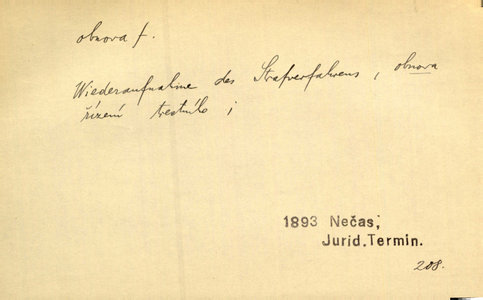 obnova f.
Wiederaufnahme des Strafverfahrens, obnova
řízení trestního ;
1893 Nečas,
Jurid. Termin.
208.